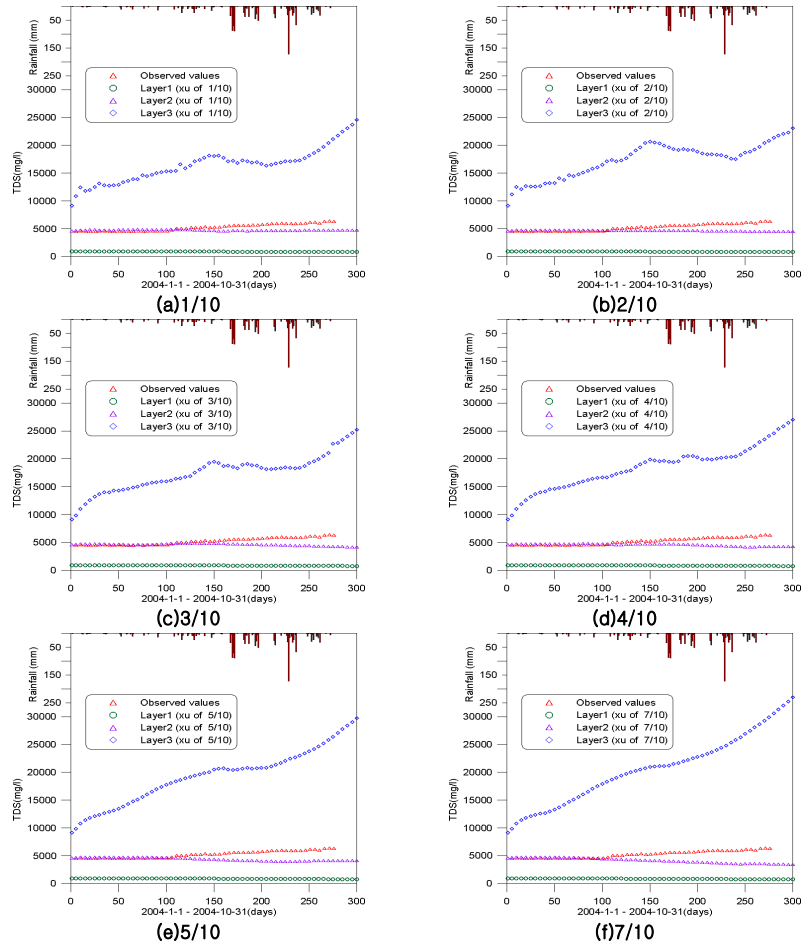 50
150
250
Rainfall (mm)
Observed values
Layer1 (xu of 1/10)
Layer2 (xu of 1/10)
Layer3 (xu of 1/10)
30000
25000
20000
15000
10000
5000
0
TDS(mg/l)
0 50 100 150 200 250 300
2004-1-1 - 2004-10-31(days)
(a)1/10
50
150
250
Rainfall (mm)
Observed values
Layer1 (xu of 2/10)
Layer2 (xu of 2/10)
Layer3 (xu of 2/10)
30000
25000
20000
15000
10000
5000
0
TDS(mg/l)
0 50 100 150 200 250 300
2004-1-1 - 2004-10-31(days)
(b)2/10
50
150
250
Rainfall (mm)
Observed values
Layer1 (xu of 3/10)
Layer2 (xu of 3/10)
Layer3 (xu of 3/10)
30000
25000
20000
15000
10000
5000
0
TDS(mg/l)
0 50 100 150 200 250 300
2004-1-1 - 2004-10-31(days)
(c)3/10
50
150
250
Rainfall (mm)
Observed values
Layer1 (xu of 4/10)
Layer2 (xu of 4/10)
Layer3 (xu of 4/10)
30000
25000
20000
15000
10000
5000
0
TDS(mg/l)
0 50 100 150 200 250 300
2004-1-1 - 2004-10-31(days)
(d)4/10
50
150
250
Rainfall (mm)
Observed values
Layer1 (xu of 5/10)
Layer2 (xu of 5/10)
Layer3 (xu of 5/10)
30000
25000
20000
15000
10000
5000
0
TDS(mg/l)
0 50 100 150 200 250 300
2004-1-1 - 2004-10-31(days)
(e)5/10
50
150
250
Rainfall (mm)
Observed values
Layer1 (xu of 7/10)
Layer2 (xu of 7/10)
Layer3 (xu of 7/10)
30000
25000
20000
15000
10000
5000
0
TDS(mg/l)
0 50 100 150 200 250 300
2004-1-1 - 2004-10-31(days)
(f)7/10